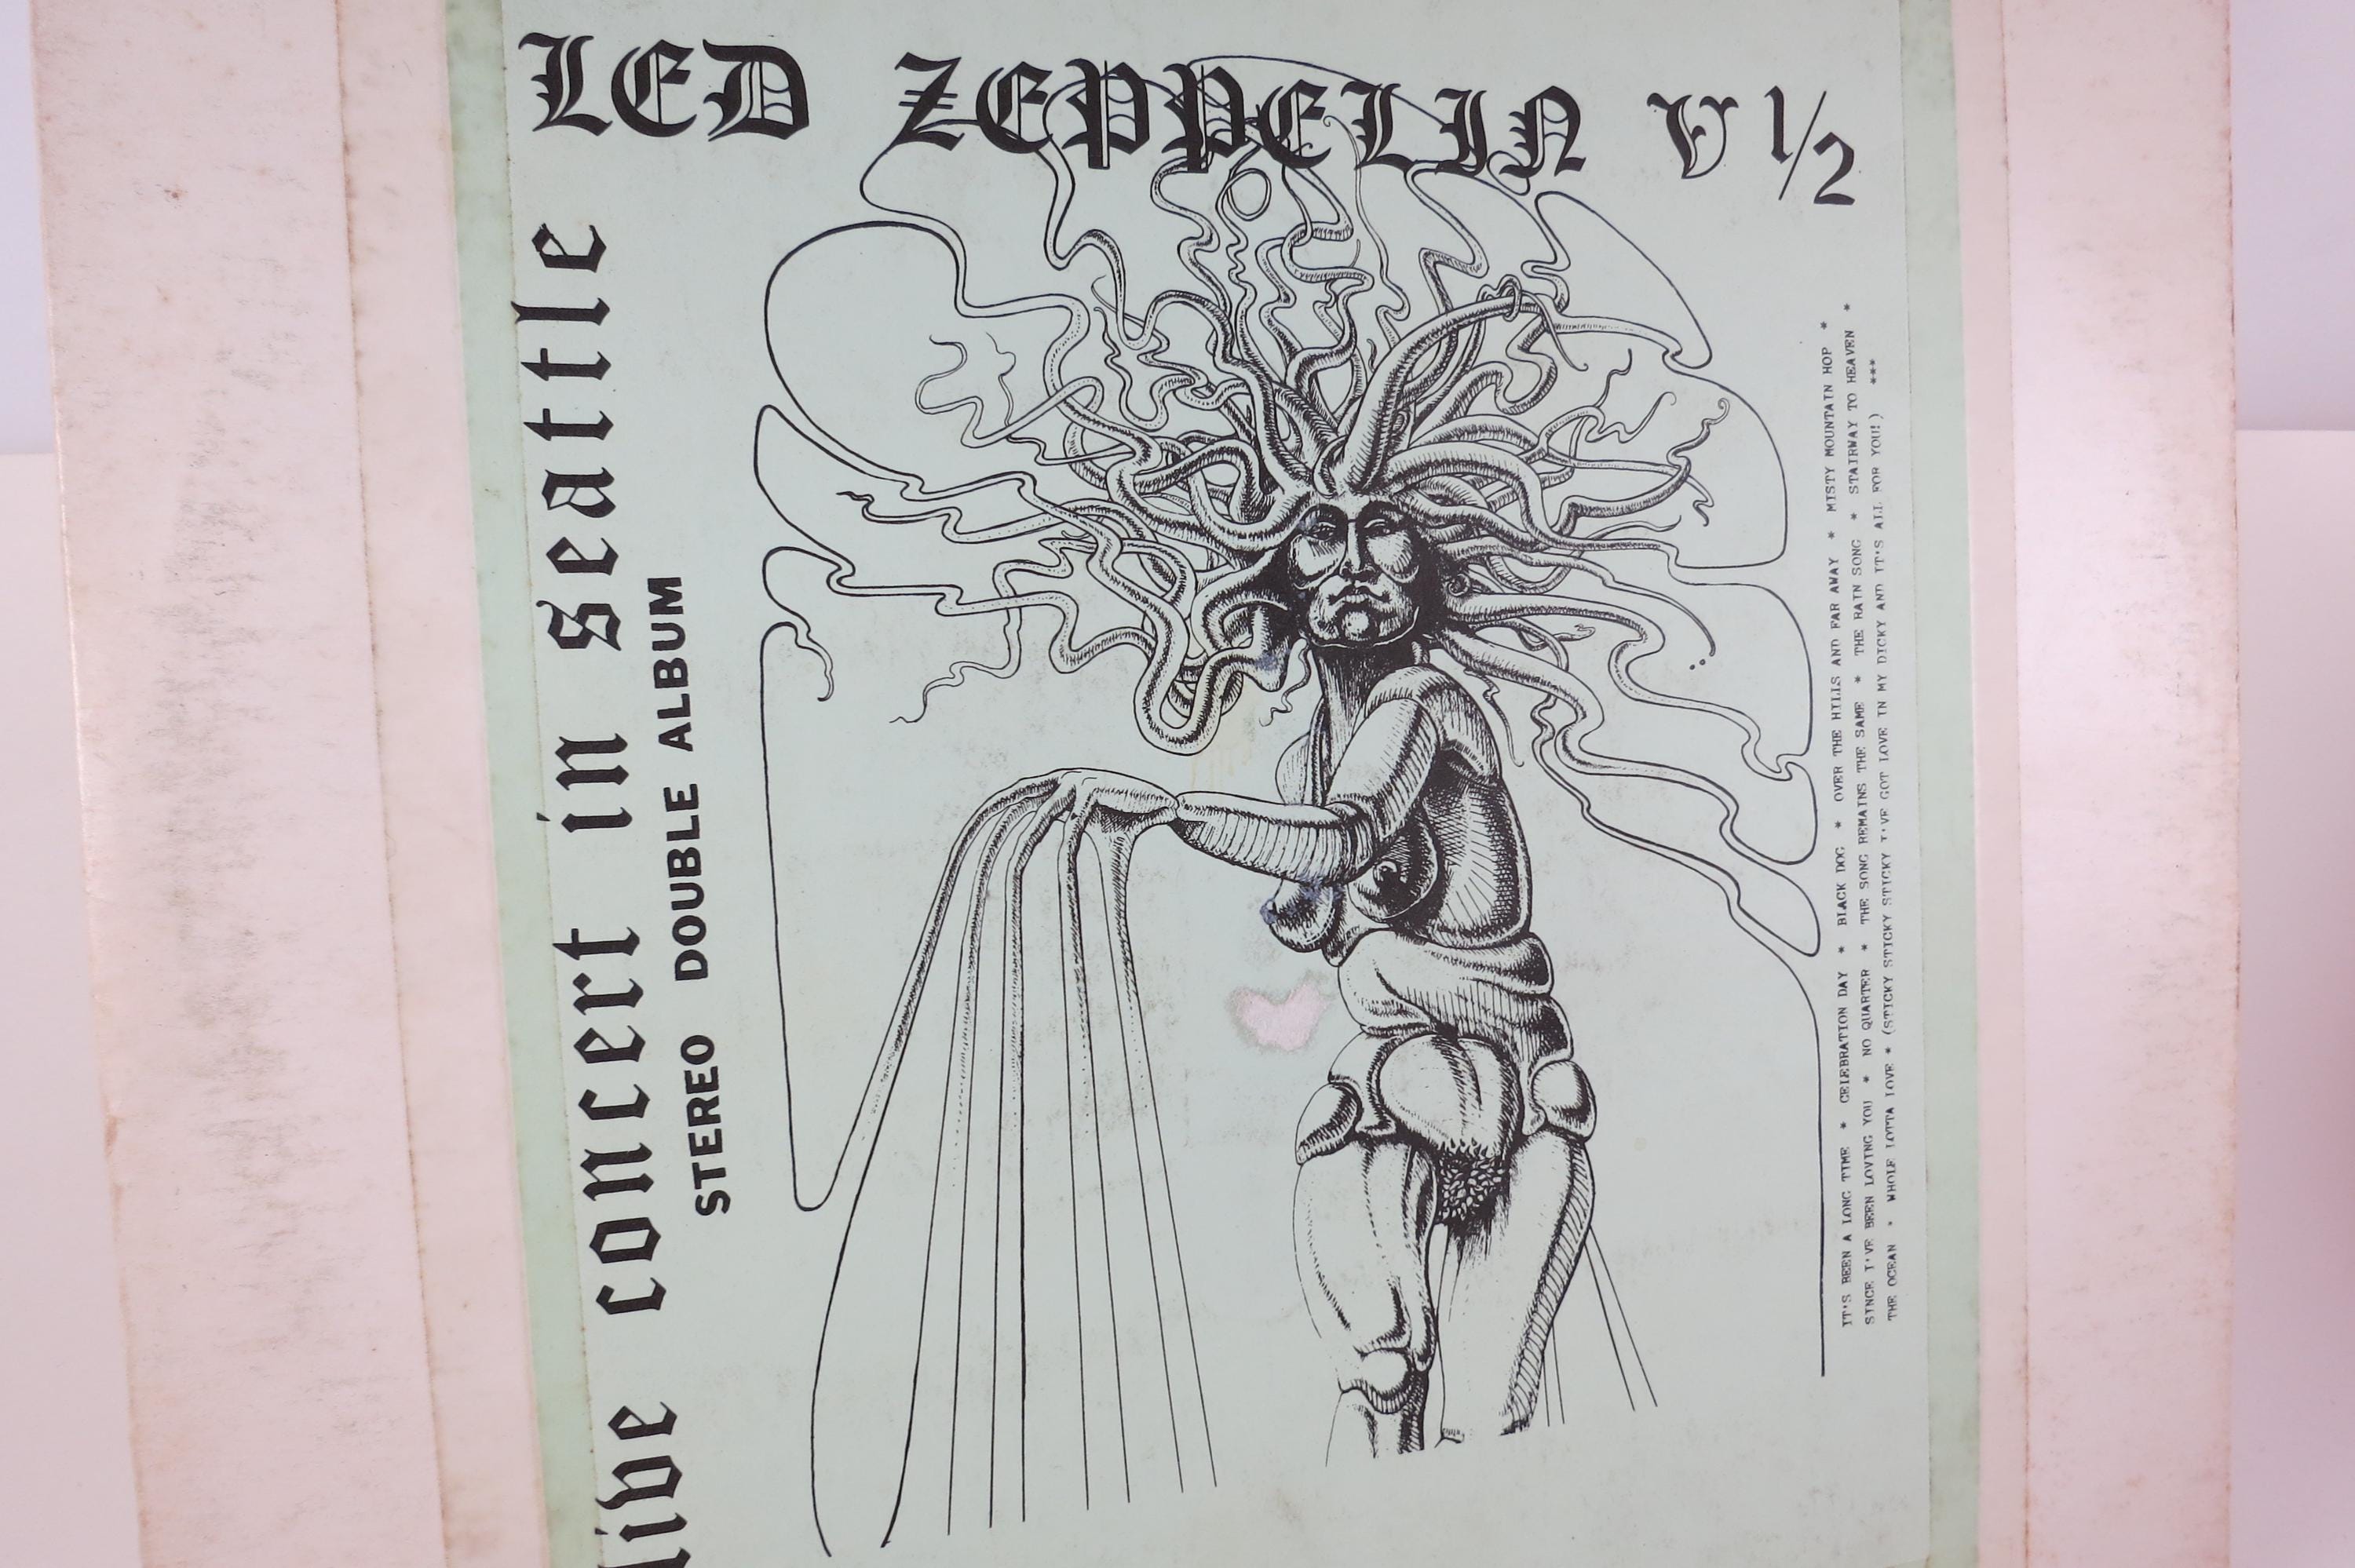 LED ZEPPELIN V 1/2
live concert in seattle
STEREO DOUBLE ALBUM
IT'S BEEN A LONG TIME * CELEBRATION DAY * BLACK DOG * OVER THE HILLS AND FAR AWAY * MISTY MOUNTAIN HOP *
SINCE I'VE BEEN LOVING YOU * NO QUARTER * THE SONG REMAINS THE SAME * THE RAIN SONG * STAIRWAY TO HEAVEN *
THE OCEAN * WHOLE LOTTA LOVE * (STICKY STICKY STICKY I'VE GOT LOVE IN MY DICKY AND IT'S ALL FOR YOU!) ***